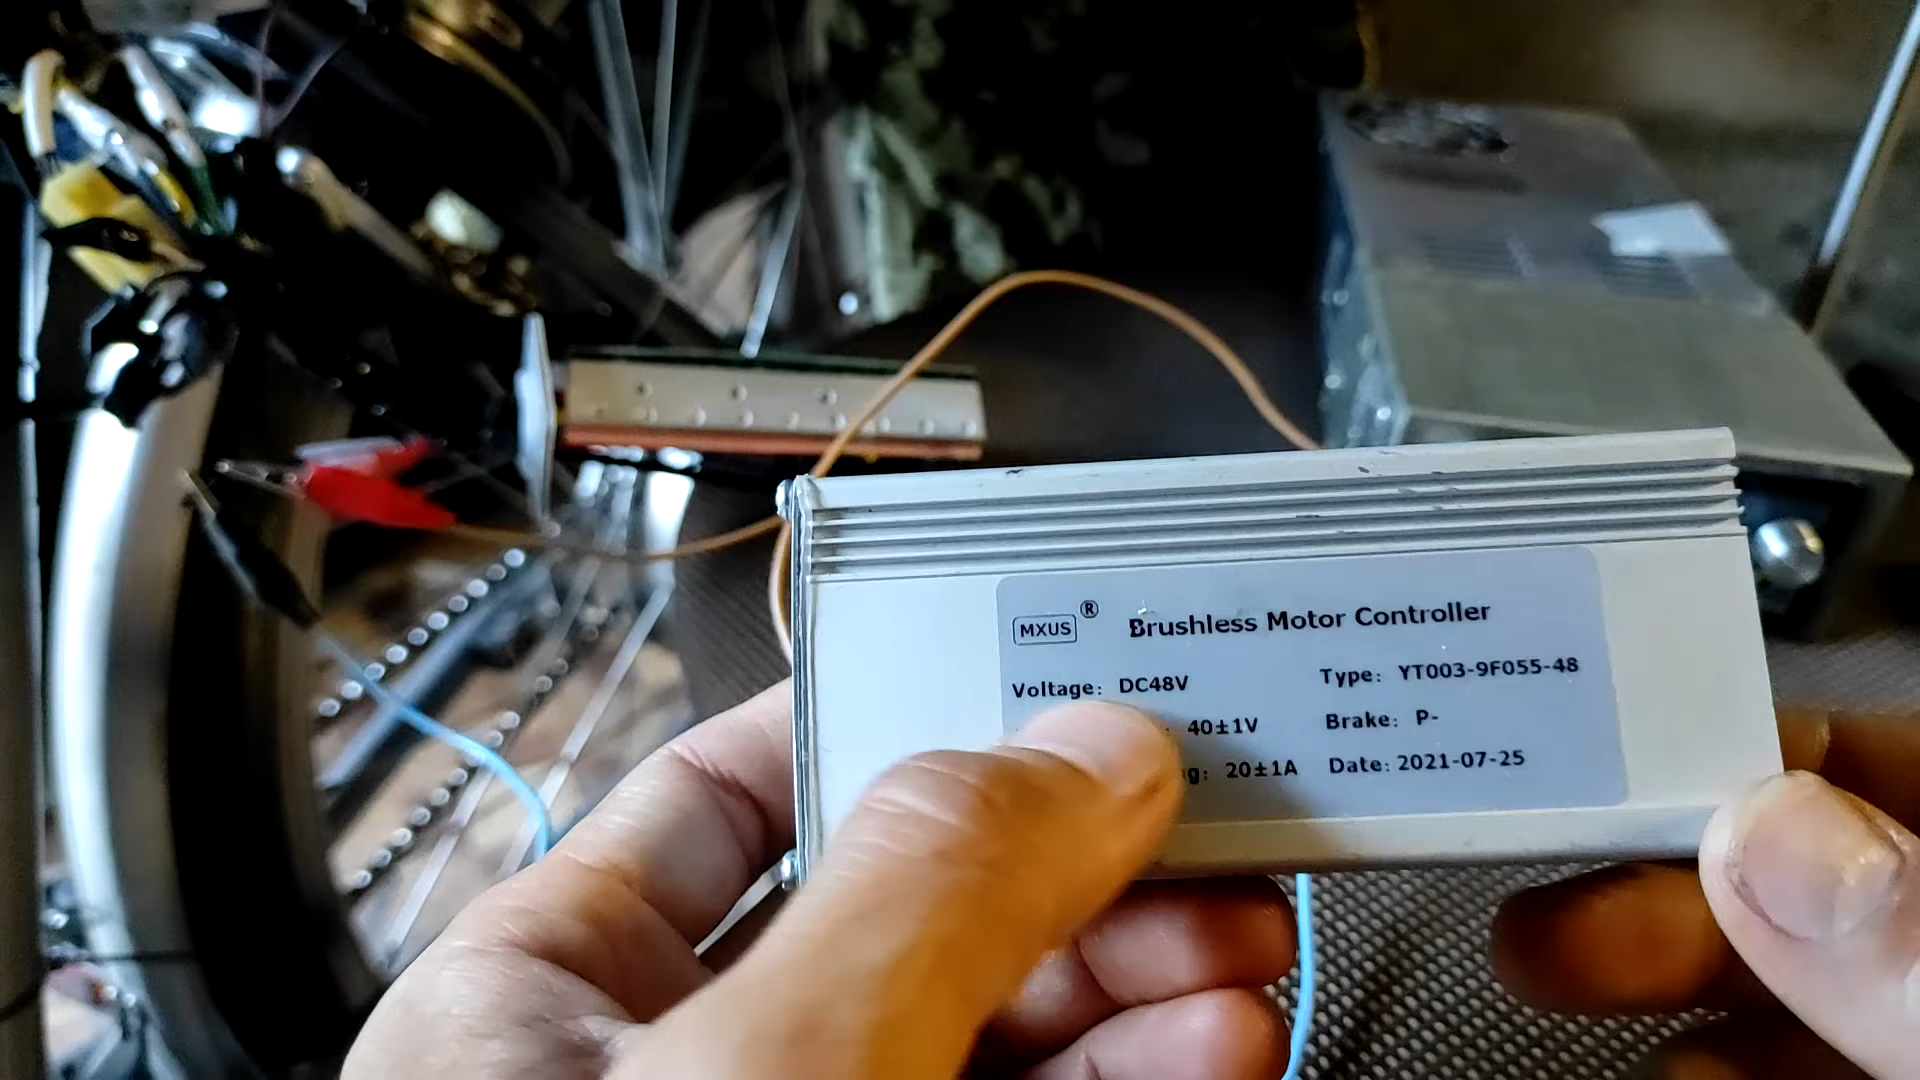 MXUS ® Brushless Motor Controller
Voltage: DC48V Type: YT003-9F055-48
: 40±1V Brake: P-
g: 20±1A Date: 2021-07-25